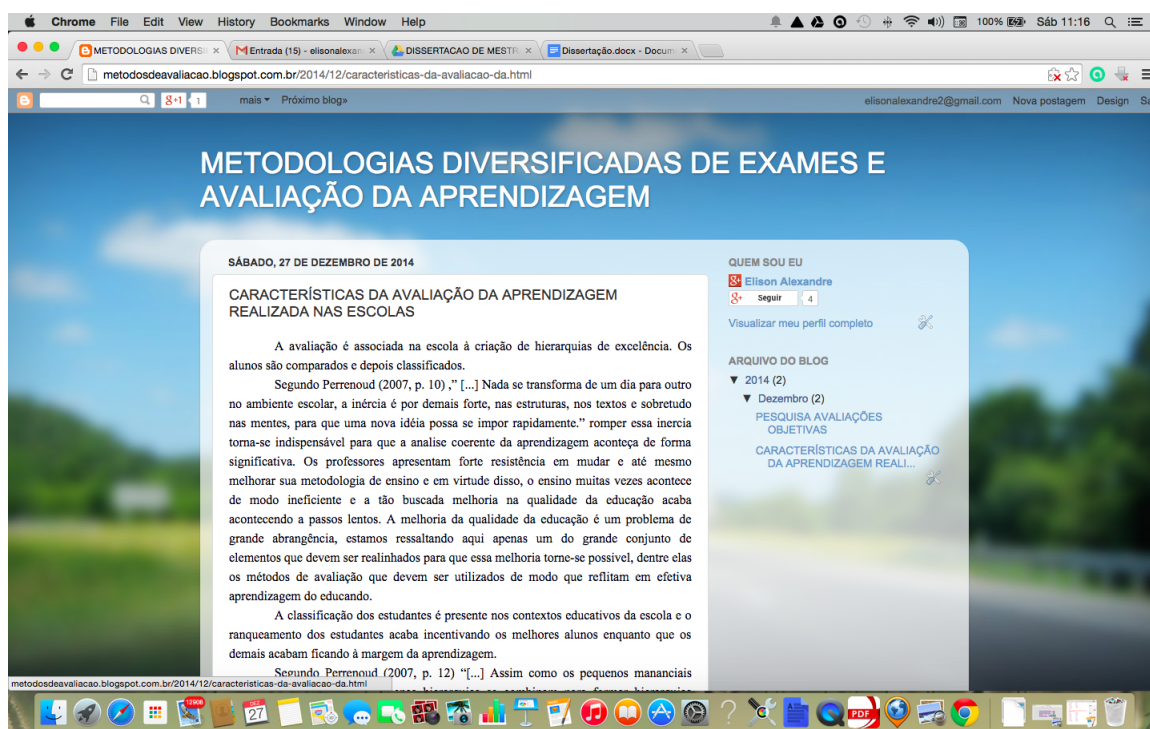 Chrome File Edit View History Bookmarks Window Help 100% Sáb 11:16
METODOLOGIAS DIVERSI × Entrada (15) - elisonalexan × DISSERTACAO DE MESTR × Dissertação.docx - Docum ×
metodosdeavaliacao.blogspot.com.br/2014/12/caracteristicas-da-avaliacao-da.html
g+1 1 mais Próximo blog» elisonalexandre2@gmail.com Nova postagem Design Sa
METODOLOGIAS DIVERSIFICADAS DE EXAMES E
AVALIAÇÃO DA APRENDIZAGEM
SÁBADO, 27 DE DEZEMBRO DE 2014
CARACTERÍSTICAS DA AVALIAÇÃO DA APRENDIZAGEM
REALIZADA NAS ESCOLAS
A avaliação é associada na escola à criação de hierarquias de excelência. Os
alunos são comparados e depois classificados.
Segundo Perrenoud (2007, p. 10) ,” [...] Nada se transforma de um dia para outro
no ambiente escolar, a inércia é por demais forte, nas estruturas, nos textos e sobretudo
nas mentes, para que uma nova idéia possa se impor rapidamente.” romper essa inercia
torna-se indispensável para que a analise coerente da aprendizagem aconteça de forma
significativa. Os professores apresentam forte resistência em mudar e até mesmo
melhorar sua metodologia de ensino e em virtude disso, o ensino muitas vezes acontece
de modo ineficiente e a tão buscada melhoria na qualidade da educação acaba
acontecendo a passos lentos. A melhoria da qualidade da educação é um problema de
grande abrangência, estamos ressaltando aqui apenas um do grande conjunto de
elementos que devem ser realinhados para que essa melhoria torne-se possivel, dentre elas
os métodos de avaliação que devem ser utilizados de modo que reflitam em efetiva
aprendizagem do educando.
A classificação dos estudantes é presente nos contextos educativos da escola e o
ranqueamento dos estudantes acaba incentivando os melhores alunos enquanto que os
demais acabam ficando à margem da aprendizagem.
Segundo Perrenoud (2007, p. 12) “[...] Assim como os pequenos mananciais
QUEM SOU EU
g+ Elison Alexandre
g+ Seguir 4
Visualizar meu perfil completo
ARQUIVO DO BLOG
▼ 2014 (2)
▼ Dezembro (2)
PESQUISA AVALIAÇÕES
OBJETIVAS
CARACTERÍSTICAS DA AVALIAÇÃO
DA APRENDIZAGEM REALI...
metodosdeavaliacao.blogspot.com.br/2014/12/caracteristicas-da-avaliacao-da.html
12908
DEZ
27
PDF